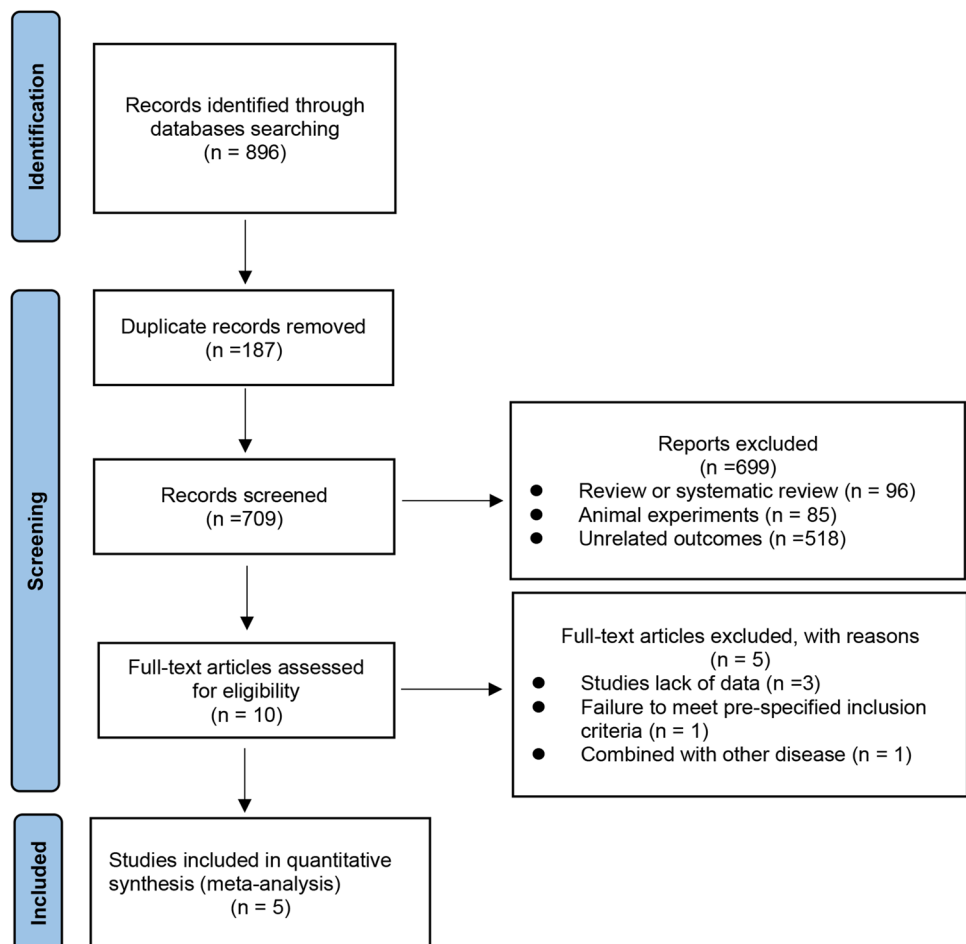 Identification
Records identified through
databases searching
(n = 896)
Screening
Duplicate records removed
(n =187)
Records screened
(n =709)
Reports excluded
(n =699)
● Review or systematic review (n = 96)
● Animal experiments (n = 85)
● Unrelated outcomes (n =518)
Full-text articles assessed
for eligibility
(n = 10)
Full-text articles excluded, with reasons
(n = 5)
● Studies lack of data (n =3)
● Failure to meet pre-specified inclusion
criteria (n = 1)
● Combined with other disease (n = 1)
Included
Studies included in quantitative
synthesis (meta-analysis)
(n = 5)